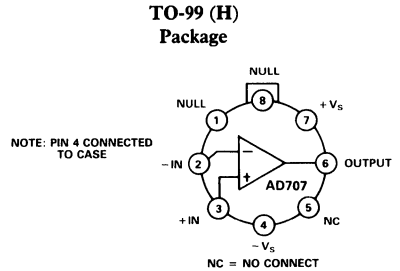 TO-99 (H)
Package
NULL
8
NULL
1
7
+VS
NOTE: PIN 4 CONNECTED
TO CASE
–IN
2
–
6
OUTPUT
+
AD707
3
5
+IN
NC
4
–VS
NC = NO CONNECT